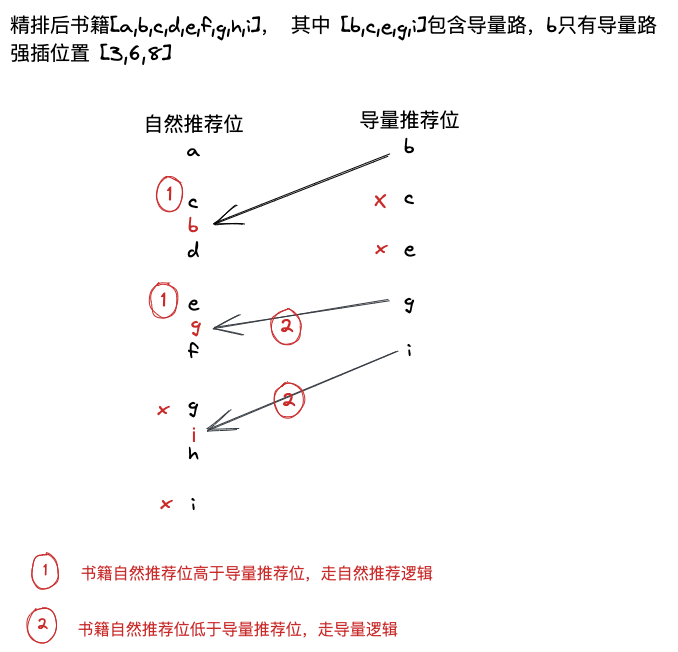 精排后书籍[a,b,c,d,e,f,g,h,i]， 其中 [b,c,e,g,i]包含导量路，b只有导量路
强插位置 [3,6,8]
自然推荐位 导量推荐位
a b
1 c x c
b
d x e
1 e g
g 2
f i
x g 2
i
h
x i
1 书籍自然推荐位高于导量推荐位，走自然推荐逻辑
2 书籍自然推荐位低于导量推荐位，走导量逻辑